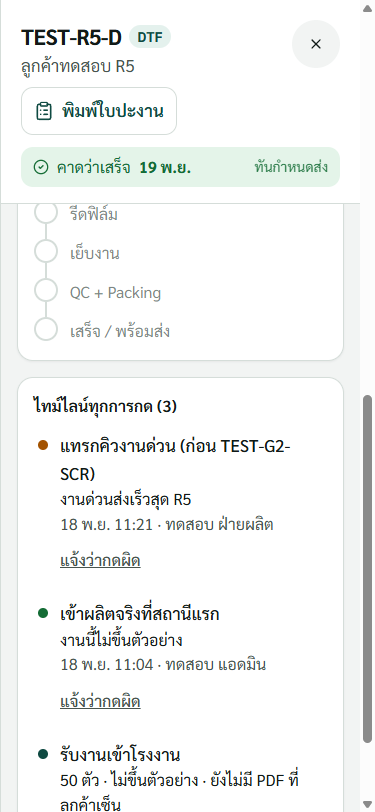 TEST-R5-D DTF
ลูกค้าทดสอบ R5
พิมพ์ใบปะงาน
คาดว่าเสร็จ 19 พ.ย. ทันกำหนดส่ง
รีดฟิล์ม
เย็บงาน
QC + Packing
เสร็จ / พร้อมส่ง
ไทม์ไลน์ทุกการกด (3)
แทรกคิวงานด่วน (ก่อน TEST-G2-
SCR)
งานด่วนส่งเร็วสุด R5
18 พ.ย. 11:21 · ทดสอบ ฝ่ายผลิต
แจ้งว่ากดผิด
เข้าผลิตจริงที่สถานีแรก
งานนี้ไม่ขึ้นตัวอย่าง
18 พ.ย. 11:04 · ทดสอบ แอดมิน
แจ้งว่ากดผิด
รับงานเข้าโรงงาน
50 ตัว · ไม่ขึ้นตัวอย่าง · ยังไม่มี PDF ที่
ลูกค้าเซ็น